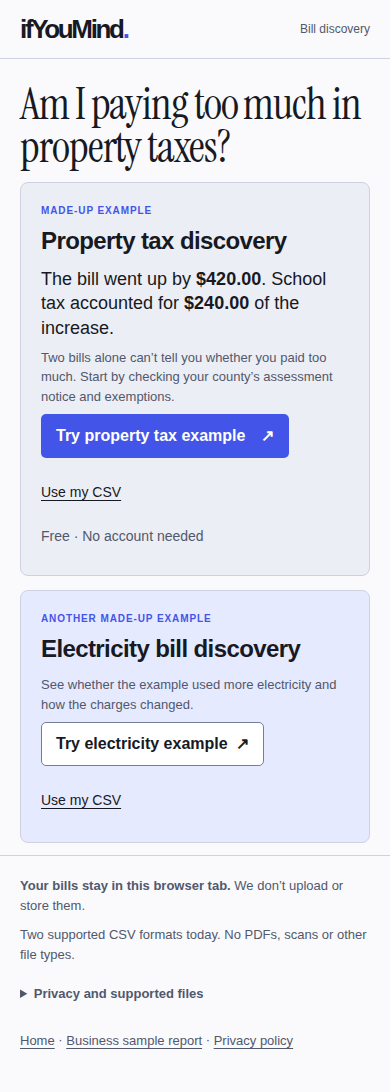 ifYouMind.
Bill discovery
Am I paying too much in
property taxes?
MADE-UP EXAMPLE
Property tax discovery
The bill went up by $420.00. School
tax accounted for $240.00 of the
increase.
Two bills alone can’t tell you whether you paid too
much. Start by checking your county’s assessment
notice and exemptions.
Try property tax example ↗
Use my CSV
Free · No account needed
ANOTHER MADE-UP EXAMPLE
Electricity bill discovery
See whether the example used more electricity and
how the charges changed.
Try electricity example ↗
Use my CSV
Your bills stay in this browser tab. We don’t upload or
store them.
Two supported CSV formats today. No PDFs, scans or other
file types.
Privacy and supported files
Home · Business sample report · Privacy policy